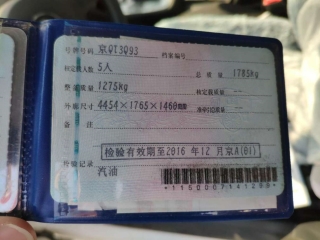 号牌号码 京QT3Q93 档案编号
核定载人数 5人 总质量 1785kg
整备质量 1275kg 核定载质量 --
外廓尺寸 4454×1765×1460mm 准牵引总质量 --
备注
检验有效期至2016年12月京A(01)
检验记录
汽油